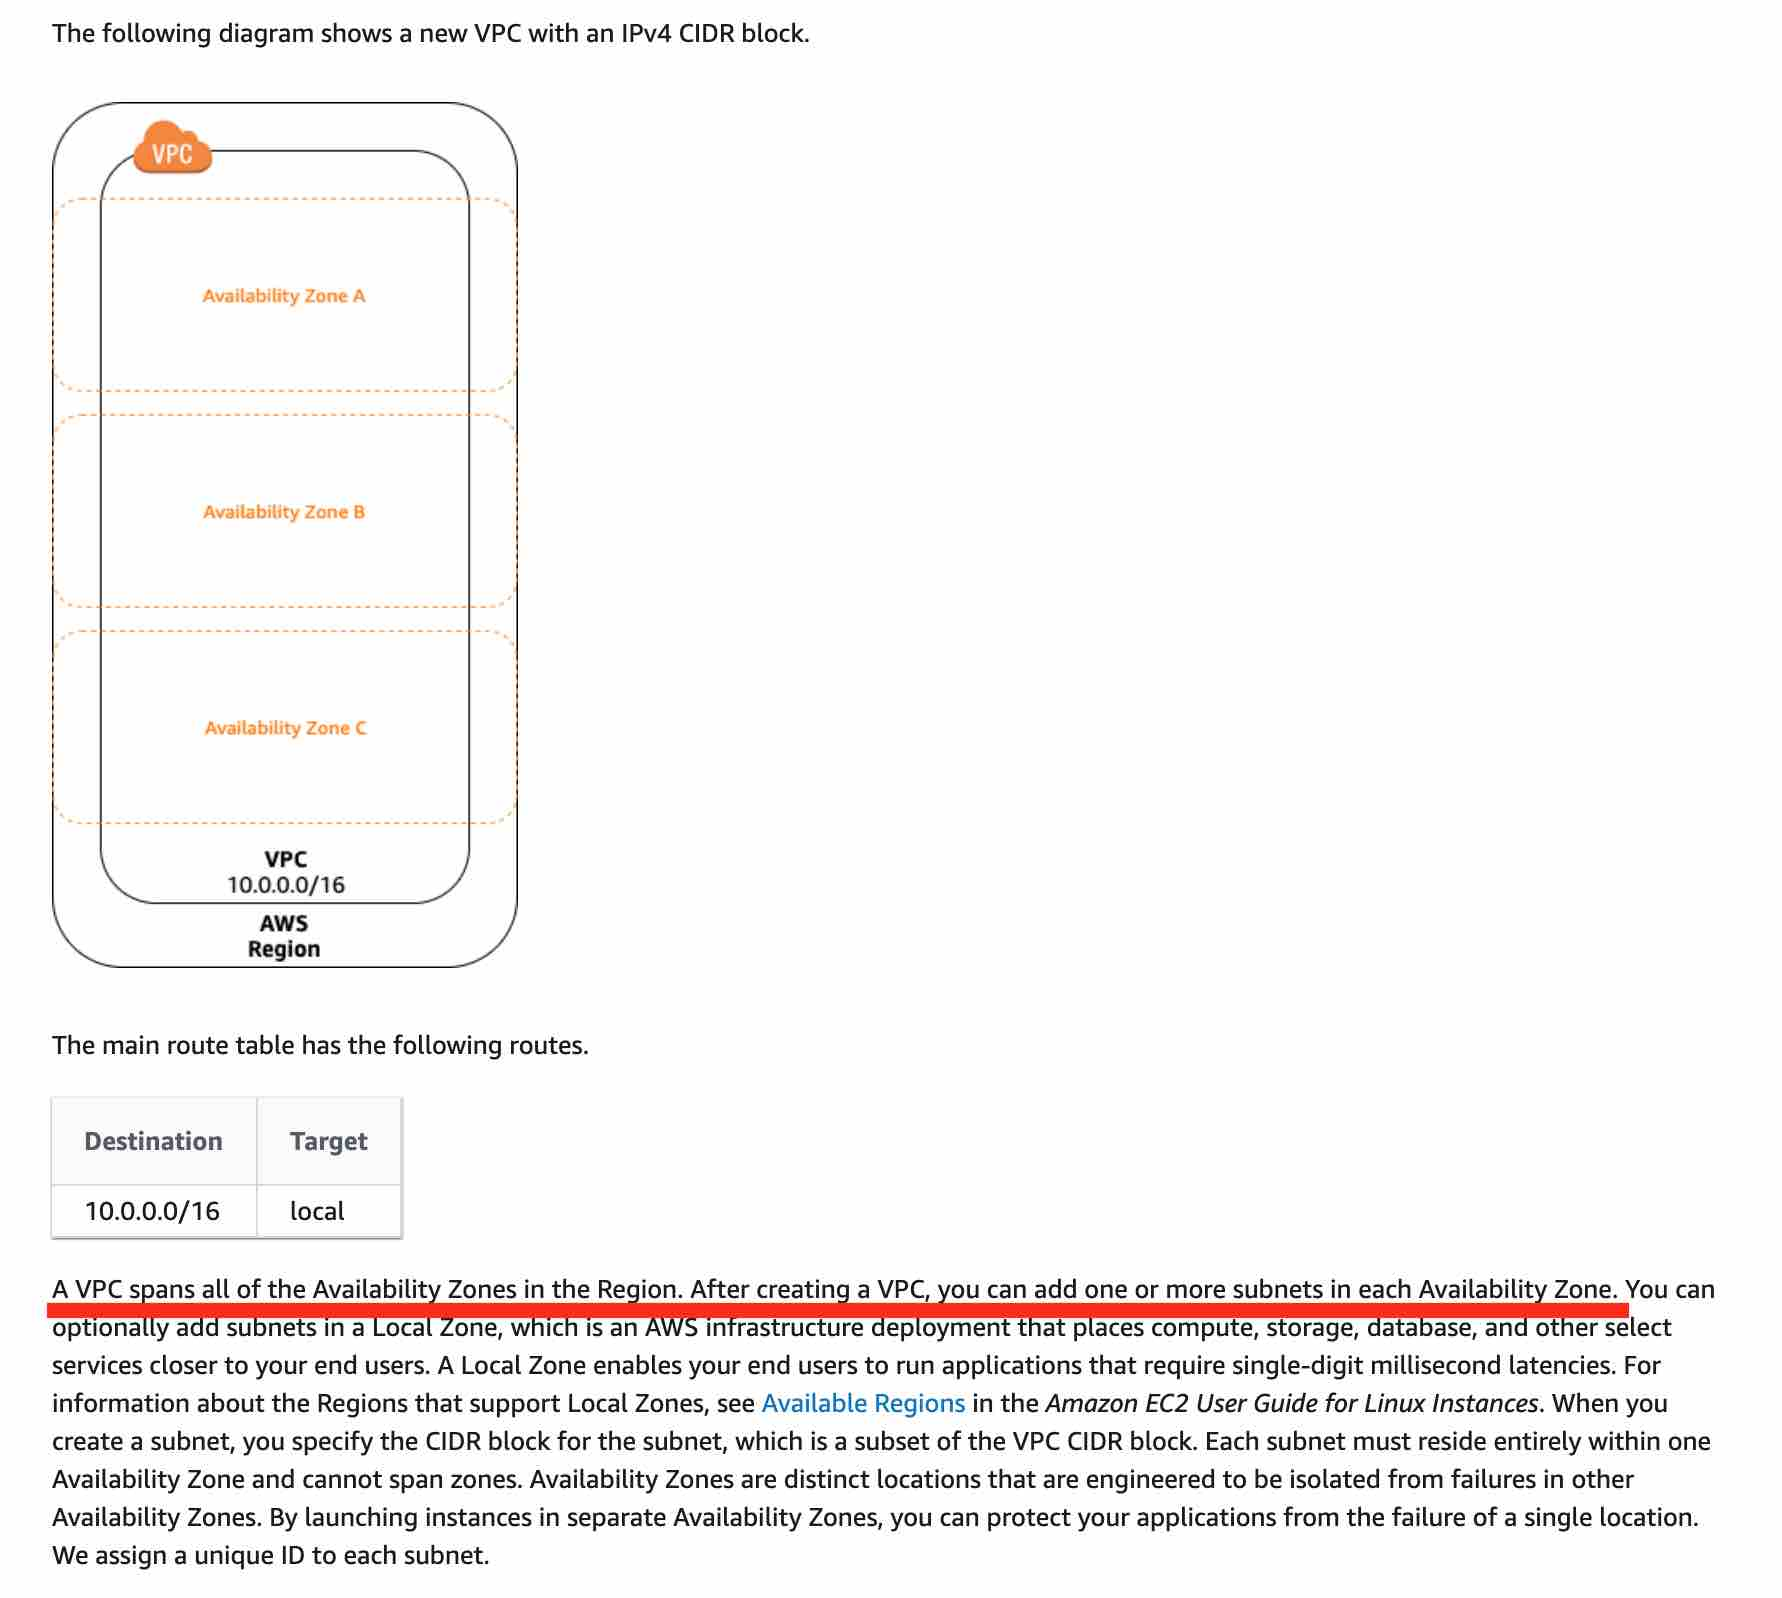 The following diagram shows a new VPC with an IPv4 CIDR block.
VPC
Availability Zone A
Availability Zone B
Availability Zone C
VPC
10.0.0.0/16
AWS
Region
The main route table has the following routes.
Destination Target
10.0.0.0/16 local
A VPC spans all of the Availability Zones in the Region. After creating a VPC, you can add one or more subnets in each Availability Zone. You can
optionally add subnets in a Local Zone, which is an AWS infrastructure deployment that places compute, storage, database, and other select
services closer to your end users. A Local Zone enables your end users to run applications that require single-digit millisecond latencies. For
information about the Regions that support Local Zones, see Available Regions in the Amazon EC2 User Guide for Linux Instances. When you
create a subnet, you specify the CIDR block for the subnet, which is a subset of the VPC CIDR block. Each subnet must reside entirely within one
Availability Zone and cannot span zones. Availability Zones are distinct locations that are engineered to be isolated from failures in other
Availability Zones. By launching instances in separate Availability Zones, you can protect your applications from the failure of a single location.
We assign a unique ID to each subnet.